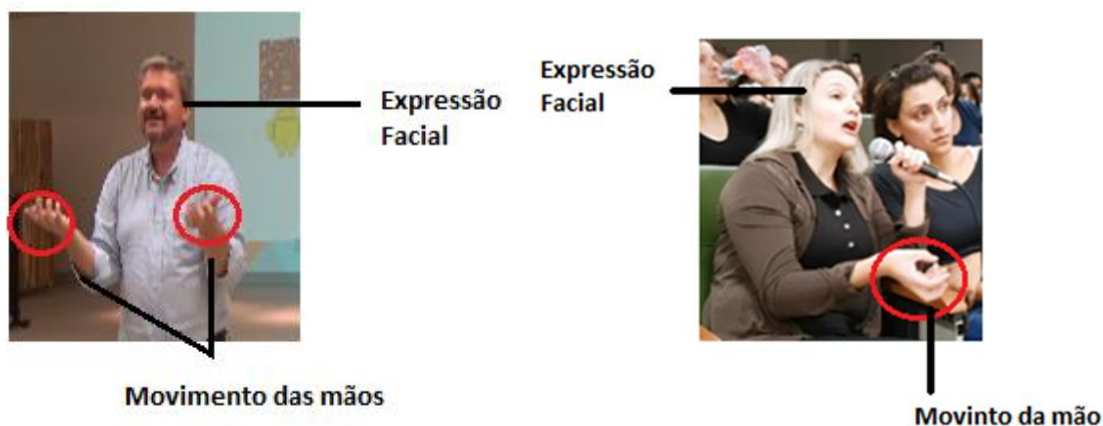 Expressão
Facial
Expressão
Facial
Movimento das mãos
Movinto da mão